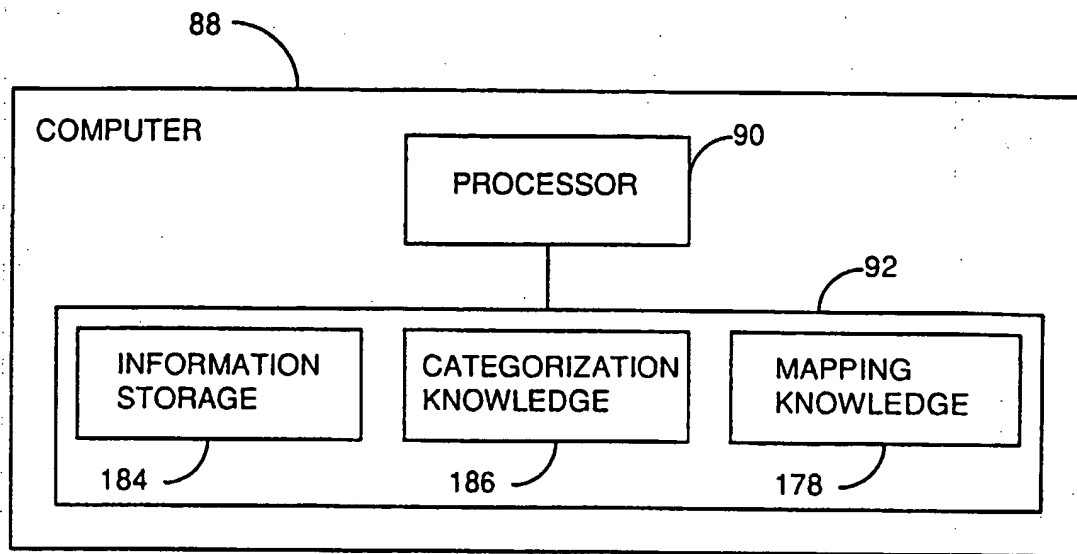 88
COMPUTER
90
PROCESSOR
92
INFORMATION
STORAGE
CATEGORIZATION
KNOWLEDGE
MAPPING
KNOWLEDGE
184
186
178